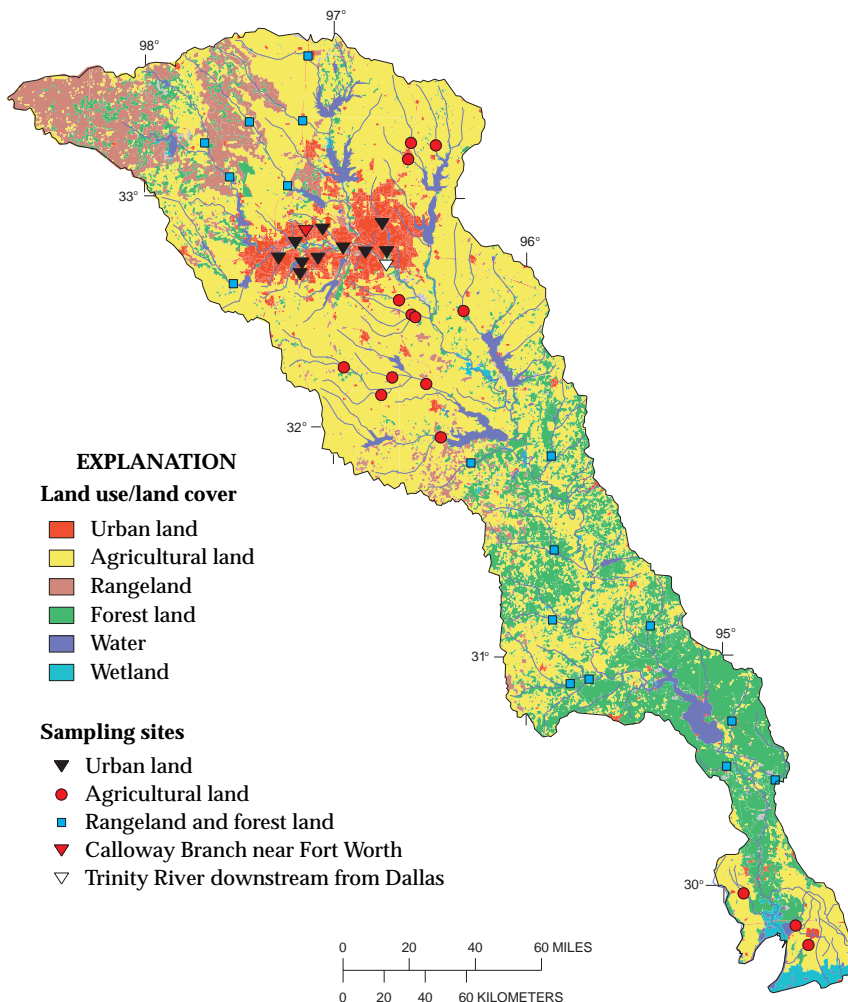 97°
98°
33°
96°
32°
EXPLANATION
Land use/land cover
Urban land
Agricultural land
Rangeland
Forest land
Water
Wetland
95°
31°
Sampling sites
Urban land
Agricultural land
Rangeland and forest land
Calloway Branch near Fort Worth
Trinity River downstream from Dallas
30°
0 20 40 60 MILES
0 20 40 60 KILOMETERS